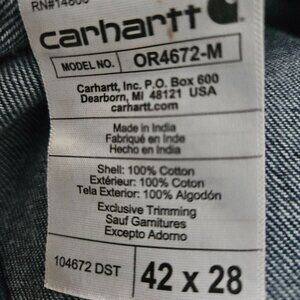 carhartt
MODEL NO. OR4672-M
Carhartt, Inc. P.O. Box 600
Dearborn, MI 48121 USA
carhartt.com
Made in India
Fabriqué en Inde
Hecho en India
Shell: 100% Cotton
Extérieur: 100% Coton
Tela Exterior: 100% Algodón
Exclusive Trimming
Sauf Garnitures
Excepto Adorno
104672 DST
42 x 28